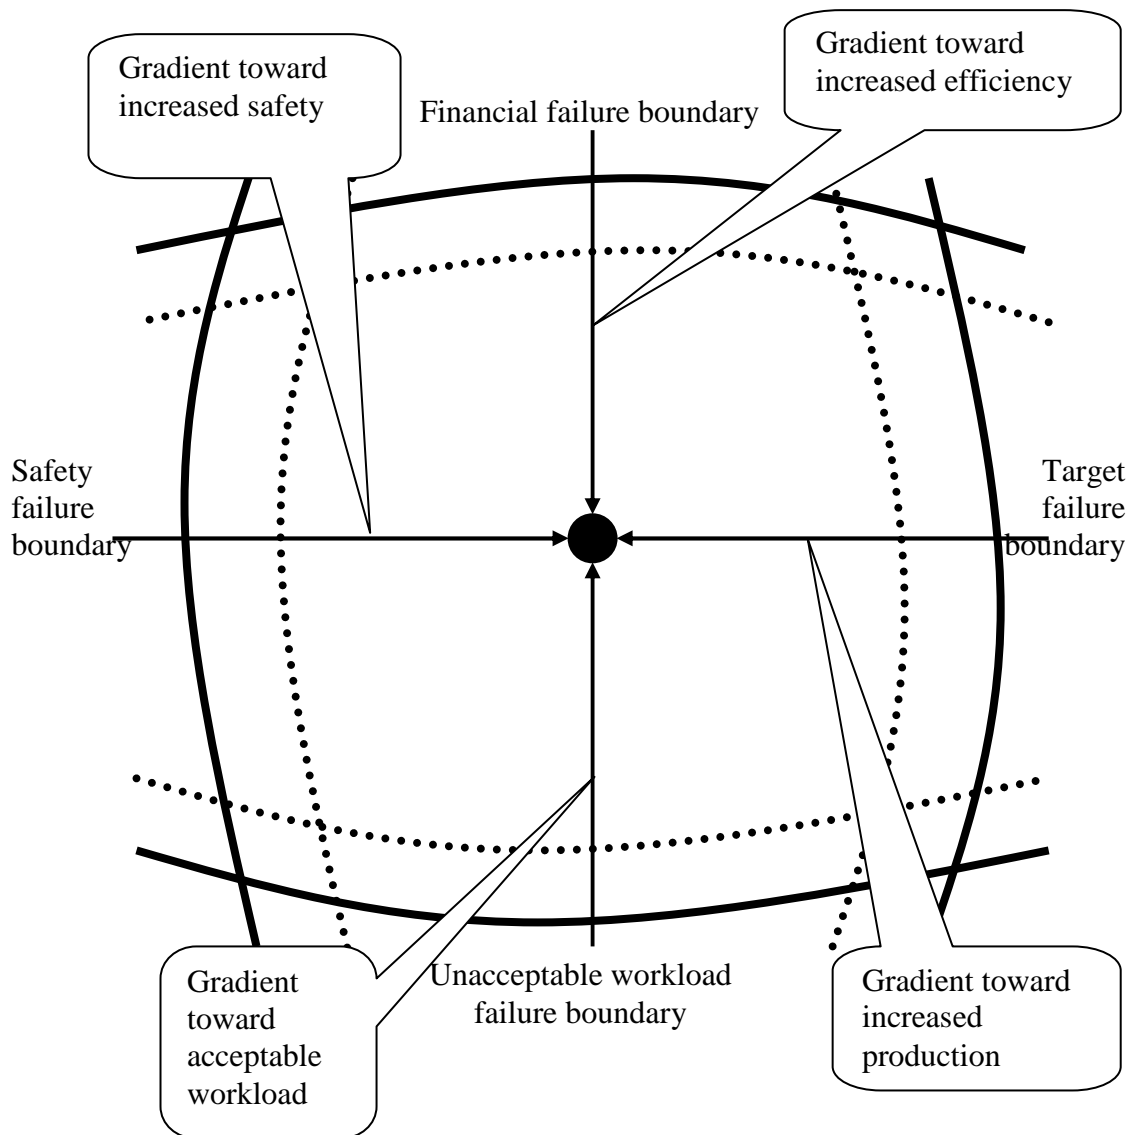 Gradient toward
increased safety
Gradient toward
increased efficiency
Financial failure boundary
Safety
failure
boundary
Target
failure
boundary
Gradient
toward
acceptable
workload
Unacceptable workload
failure boundary
Gradient toward
increased
production